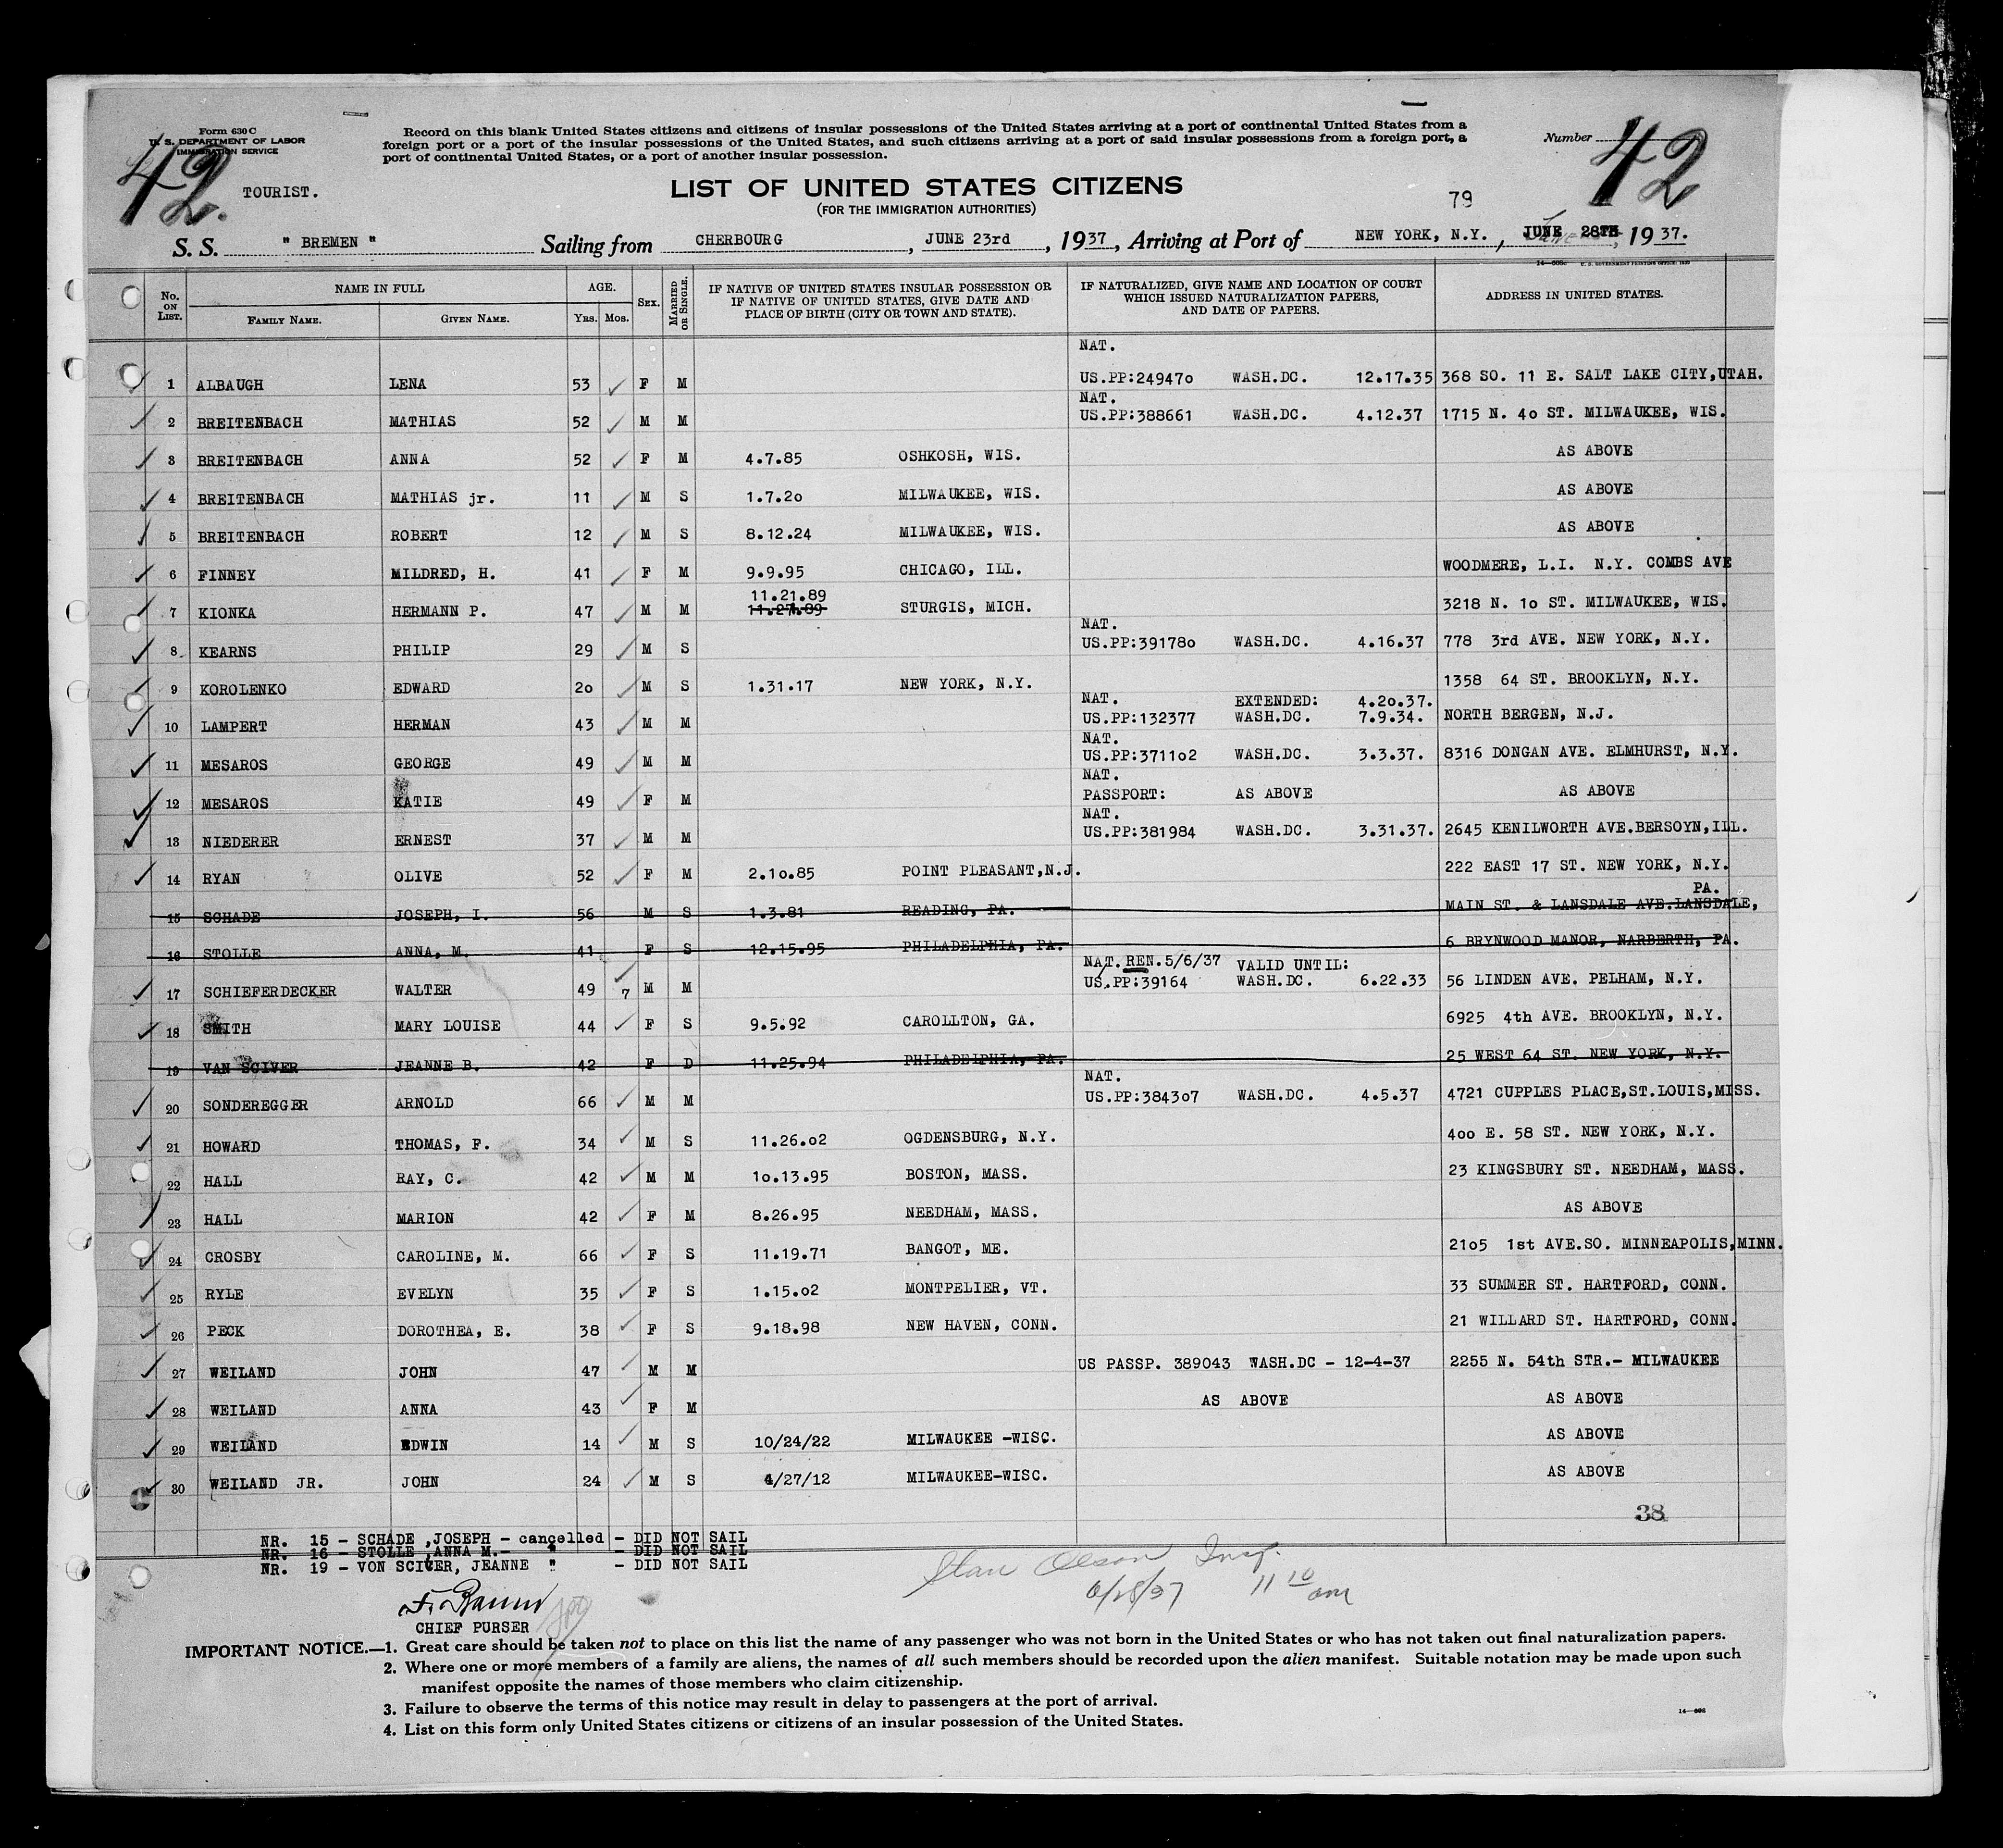 Form 630 C
U. S. DEPARTMENT OF LABOR
IMMIGRATION SERVICE
Record on this blank United States citizens and citizens of insular possessions of the United States arriving at a port of continental United States from a
foreign port or a port of the insular possessions of the United States, and such citizens arriving at a port of said insular possessions from a foreign port, a
port of continental United States, or a port of another insular possession.
Number 42
42. TOURIST.
LIST OF UNITED STATES CITIZENS
(FOR THE IMMIGRATION AUTHORITIES)
79
S. S. " BREMEN " Sailing from CHERBOURG, JUNE 23rd, 1937, Arriving at Port of NEW YORK, N.Y., JUNE 28TH, 1937.
No. ON LIST. NAME IN FULL FAMILY NAME. GIVEN NAME. AGE. YRS. MOS. SEX. MARRIED OR SINGLE. IF NATIVE OF UNITED STATES INSULAR POSSESSION OR IF NATIVE OF UNITED STATES, GIVE DATE AND PLACE OF BIRTH (CITY OR TOWN AND STATE). IF NATURALIZED, GIVE NAME AND LOCATION OF COURT WHICH ISSUED NATURALIZATION PAPERS, AND DATE OF PAPERS. ADDRESS IN UNITED STATES.
NAT.
1 ALBAUGH LENA 53 F M US.PP:249470 WASH.DC. 12.17.35 368 SO. 11 E. SALT LAKE CITY,UTAH.
NAT.
2 BREITENBACH MATHIAS 52 M M US.PP:388661 WASH.DC. 4.12.37 1715 N. 4o ST. MILWAUKEE, WIS.
3 BREITENBACH ANNA 52 F M 4.7.85 OSHKOSH, WIS. AS ABOVE
4 BREITENBACH MATHIAS jr. 11 M S 1.7.2o MILWAUKEE, WIS. AS ABOVE
5 BREITENBACH ROBERT 12 M S 8.12.24 MILWAUKEE, WIS. AS ABOVE
6 FINNEY MILDRED, H. 41 F M 9.9.95 CHICAGO, ILL. WOODMERE, L.I. N.Y. COMBS AVE
11.21.89
7 KIONKA HERMANN P. 47 M M 11.27.89 STURGIS, MICH. 3218 N. 1o ST. MILWAUKEE, WIS.
NAT.
8 KEARNS PHILIP 29 M S US.PP:39178o WASH.DC. 4.16.37 778 3rd AVE. NEW YORK, N.Y.
9 KOROLENKO EDWARD 2o M S 1.31.17 NEW YORK, N.Y. 1358 64 ST. BROOKLYN, N.Y.
NAT. EXTENDED: 4.20.37.
10 LAMPERT HERMAN 43 M M US.PP:132377 WASH.DC. 7.9.34. NORTH BERGEN, N.J.
NAT.
11 MESAROS GEORGE 49 M M US.PP:3711o2 WASH.DC. 3.3.37. 8316 DONGAN AVE. ELMHURST, N.Y.
NAT.
12 MESAROS KATIE 49 F M PASSPORT: AS ABOVE AS ABOVE
NAT.
13 NIEDERER ERNEST 37 M M US.PP:381984 WASH.DC. 3.31.37. 2645 KENILWORTH AVE.BERSOYN,ILL.
14 RYAN OLIVE 52 F M 2.1o.85 POINT PLEASANT,N.J. 222 EAST 17 ST. NEW YORK, N.Y.
PA.
15 SCHADE JOSEPH, I. 56 M S 1.3.81 READING, PA. MAIN ST. & LANSDALE AVE.LANSDALE,
16 STOLLE ANNA, M. 41 F S 12.15.95 PHILADELPHIA, PA. 6 BRYNWOOD MANOR, NARBERTH, PA.
NAT. REN.5/6/37 VALID UNTIL:
17 SCHIEFERDECKER WALTER 49 7 M M US.PP:39164 WASH.DC. 6.22.33 56 LINDEN AVE. PELHAM, N.Y.
18 SMITH MARY LOUISE 44 F S 9.5.92 CAROLLTON, GA. 6925 4th AVE. BROOKLYN, N.Y.
19 VAN SCIVER JEANNE B. 42 F D 11.25.94 PHILADELPHIA, PA. 25 WEST 64 ST. NEW YORK, N.Y.
NAT.
20 SONDEREGGER ARNOLD 66 M M US.PP:3843o7 WASH.DC. 4.5.37 4721 CUPPLES PLACE,ST.LOUIS,MISS.
21 HOWARD THOMAS, F. 34 M S 11.26.o2 OGDENSBURG, N.Y. 4oo E. 58 ST. NEW YORK, N.Y.
22 HALL RAY, C. 42 M M 1o.13.95 BOSTON, MASS. 23 KINGSBURY ST. NEEDHAM, MASS.
23 HALL MARION 42 F M 8.26.95 NEEDHAM, MASS. AS ABOVE
24 CROSBY CAROLINE, M. 66 F S 11.19.71 BANGOT, ME. 21o5 1st AVE.SO. MINNEAPOLIS,MINN.
25 RYLE EVELYN 35 F S 1.15.o2 MONTPELIER, VT. 33 SUMMER ST. HARTFORD, CONN.
26 PECK DOROTHEA, E. 38 F S 9.18.98 NEW HAVEN, CONN. 21 WILLARD ST. HARTFORD, CONN.
27 WEILAND JOHN 47 M M US PASSP. 389043 WASH.DC - 12-4-37 2255 N. 54th STR.- MILWAUKEE
28 WEILAND ANNA 43 F M AS ABOVE AS ABOVE
29 WEILAND EDWIN 14 M S 10/24/22 MILWAUKEE -WISC. AS ABOVE
30 WEILAND JR. JOHN 24 M S 4/27/12 MILWAUKEE-WISC. AS ABOVE
38
NR. 15 - SCHADE ,JOSEPH - cancelled - DID NOT SAIL
NR. 16 - STOLLE ,ANNA M.- " - DID NOT SAIL
NR. 19 - VON SCIVER, JEANNE " - DID NOT SAIL
Olson Insp.
6/28/37 11 10 am
CHIEF PURSER
IMPORTANT NOTICE.—1. Great care should be taken not to place on this list the name of any passenger who was not born in the United States or who has not taken out final naturalization papers.
2. Where one or more members of a family are aliens, the names of all such members should be recorded upon the alien manifest. Suitable notation may be made upon such
manifest opposite the names of those members who claim citizenship.
3. Failure to observe the terms of this notice may result in delay to passengers at the port of arrival.
4. List on this form only United States citizens or citizens of an insular possession of the United States.